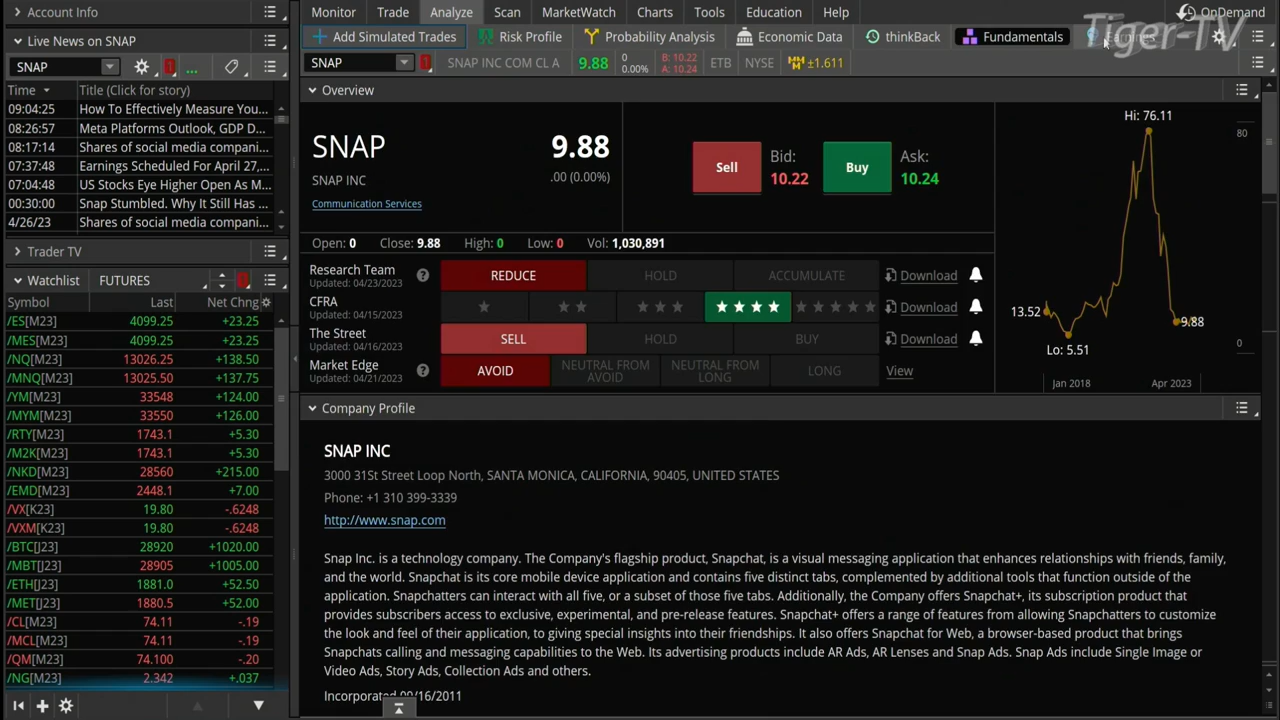 Account Info
Live News on SNAP
SNAP
Time Title (Click for story)
09:04:25 How To Effectively Measure You...
08:26:57 Meta Platforms Outlook, GDP D...
08:17:14 Shares of social media compani...
07:37:48 Earnings Scheduled For April 27,...
07:04:48 US Stocks Eye Higher Open As M...
00:30:00 Snap Stumbled. Why It Still Has ...
4/26/23 Shares of social media compani...
Trader TV
Watchlist FUTURES
Symbol Last Net Chng
/ES[M23] 4099.25 +23.25
/MES[M23] 4099.25 +23.25
/NQ[M23] 13026.25 +138.50
/MNQ[M23] 13025.50 +137.75
/YM[M23] 33548 +124.00
/MYM[M23] 33550 +126.00
/RTY[M23] 1743.1 +5.30
/M2K[M23] 1743.1 +5.30
/NKD[M23] 28560 +215.00
/EMD[M23] 2448.1 +7.00
/VX[K23] 19.80 -.6248
/VXM[K23] 19.80 -.6248
/BTC[J23] 28920 +1020.00
/MBT[J23] 28905 +1005.00
/ETH[J23] 1881.0 +52.50
/MET[J23] 1880.5 +52.00
/CL[M23] 74.11 -.19
/MCL[M23] 74.11 -.19
/QM[M23] 74.100 -.20
/NG[M23] 2.342 +.037
Monitor Trade Analyze Scan MarketWatch Charts Tools Education Help OnDemand
Tiger-TV
Add Simulated Trades Risk Profile Probability Analysis Economic Data thinkBack Fundamentals
SNAP SNAP INC COM CL A 9.88 0 0.00% B: 10.22 A: 10.24 ETB NYSE ±1.611
Overview
SNAP 9.88
SNAP INC .00 (0.00%)
Communication Services
Sell Bid: 10.22 Buy Ask: 10.24
Open: 0 Close: 9.88 High: 0 Low: 0 Vol: 1,030,891
Research Team REDUCE HOLD ACCUMULATE Download
Updated: 04/23/2023
CFRA Download
Updated: 04/15/2023
The Street SELL HOLD BUY Download
Updated: 04/16/2023
Market Edge AVOID NEUTRAL FROM AVOID NEUTRAL FROM LONG LONG View
Updated: 04/21/2023
Hi: 76.11
80
13.52
9.88
Lo: 5.51
0
Jan 2018 Apr 2023
Company Profile
SNAP INC
3000 31St Street Loop North, SANTA MONICA, CALIFORNIA, 90405, UNITED STATES
Phone: +1 310 399-3339
http://www.snap.com
Snap Inc. is a technology company. The Company's flagship product, Snapchat, is a visual messaging application that enhances relationships with friends, family,
and the world. Snapchat is its core mobile device application and contains five distinct tabs, complemented by additional tools that function outside of the
application. Snapchatters can interact with all five, or a subset of those five tabs. Additionally, the Company offers Snapchat+, its subscription product that
provides subscribers access to exclusive, experimental, and pre-release features. Snapchat+ offers a range of features from allowing Snapchatters to customize
the look and feel of their application, to giving special insights into their friendships. It also offers Snapchat for Web, a browser-based product that brings
Snapchats calling and messaging capabilities to the Web. Its advertising products include AR Ads, AR Lenses and Snap Ads. Snap Ads include Single Image or
Video Ads, Story Ads, Collection Ads and others.
Incorporated 09/16/2011